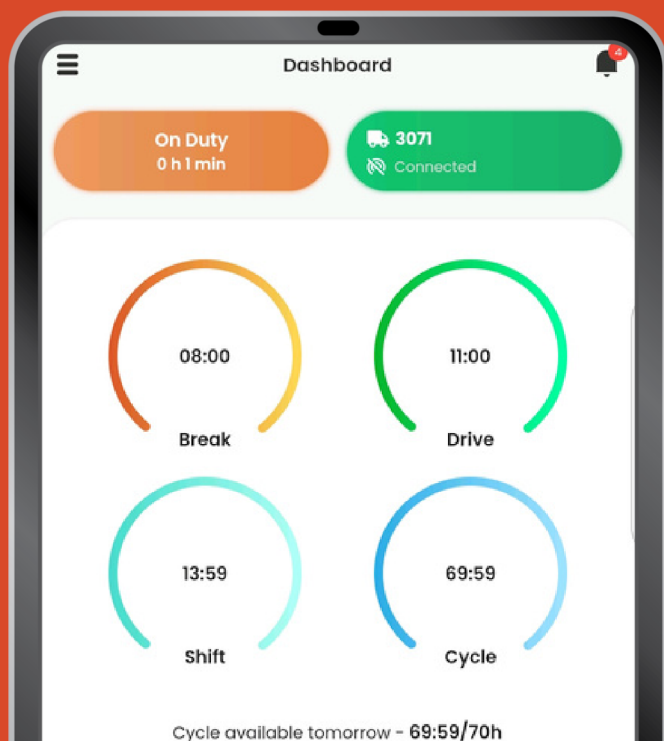 Dashboard
4
On Duty
0 h 1 min
3071
Connected
08:00
Break
11:00
Drive
13:59
Shift
69:59
Cycle
Cycle available tomorrow - 69:59/70h